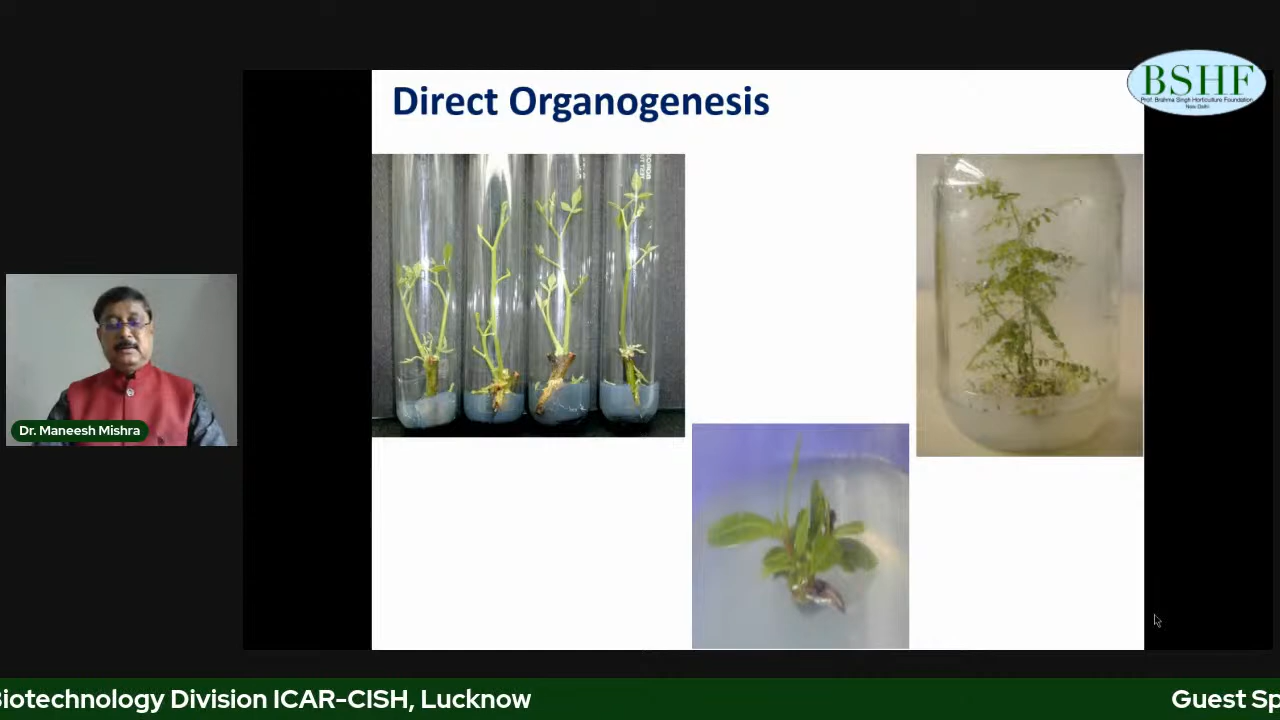 Direct Organogenesis
BSHF
Prof. Brahma Singh Horticulture Foundation
New Delhi
Dr. Maneesh Mishra
Biotechnology Division ICAR-CISH, Lucknow
Guest Sp